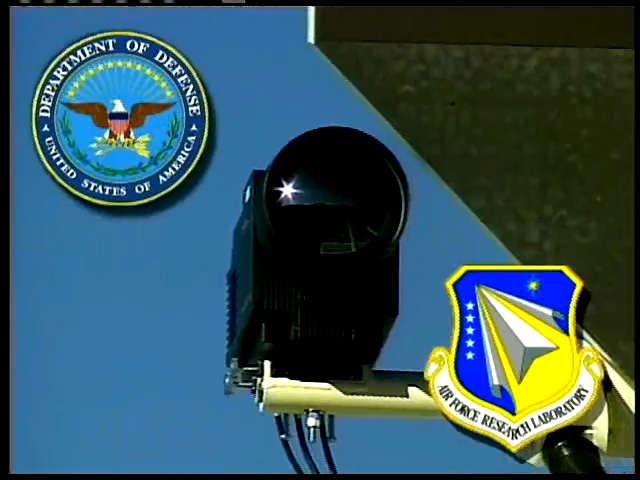 DEPARTMENT OF DEFENSE
UNITED STATES OF AMERICA
AIR FORCE RESEARCH LABORATORY